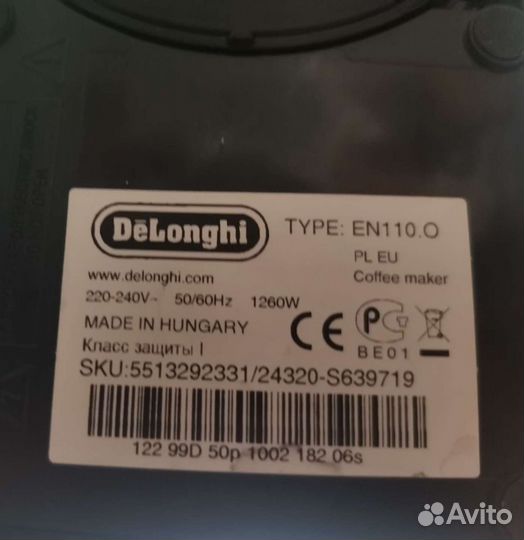 DēLonghi
TYPE: EN110.O
PL EU
Coffee maker
www.delonghi.com
220-240V~ 50/60Hz 1260W
MADE IN HUNGARY
Класс защиты I
CE
BE01
SKU:5513292331/24320-S639719
122 99D 50p 1002 182 06s
Avito